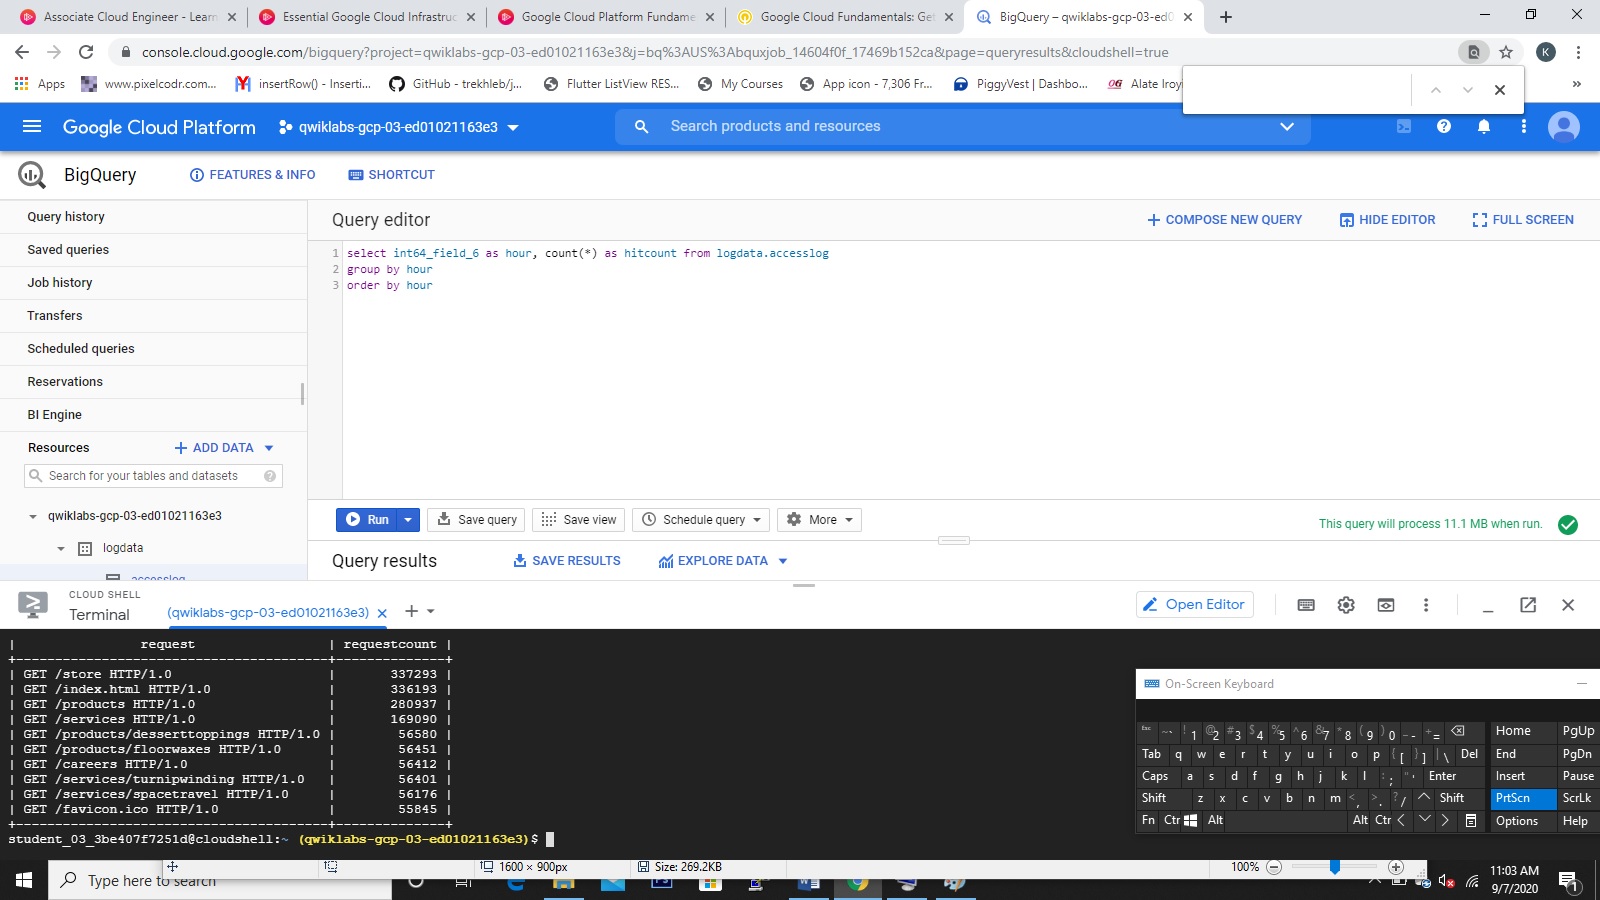 Associate Cloud Engineer - Learn
Essential Google Cloud Infrastruc
Google Cloud Platform Fundame
Google Cloud Fundamentals: Get
BigQuery – qwiklabs-gcp-03-ed0
console.cloud.google.com/bigquery?project=qwiklabs-gcp-03-ed01021163e3&j=bq%3AUS%3Abquxjob_14604f0f_17469b152ca&page=queryresults&cloudshell=true
K
Apps
www.pixelcodr.com...
insertRow() - Inserti...
GitHub - trekhleb/j...
Flutter ListView RES...
My Courses
App icon - 7,306 Fr...
PiggyVest | Dashbo...
Alate Iroy
Google Cloud Platform
qwiklabs-gcp-03-ed01021163e3
Search products and resources
BigQuery
FEATURES & INFO
SHORTCUT
Query history
Saved queries
Job history
Transfers
Scheduled queries
Reservations
BI Engine
Resources
ADD DATA
Search for your tables and datasets
qwiklabs-gcp-03-ed01021163e3
logdata
accesslog
Query editor
COMPOSE NEW QUERY
HIDE EDITOR
FULL SCREEN
1 select int64_field_6 as hour, count(*) as hitcount from logdata.accesslog
2 group by hour
3 order by hour
Run
Save query
Save view
Schedule query
More
This query will process 11.1 MB when run.
Query results
SAVE RESULTS
EXPLORE DATA
CLOUD SHELL
Terminal
(qwiklabs-gcp-03-ed01021163e3)
Open Editor
| request | requestcount |
+----------------------------------------+--------------+
| GET /store HTTP/1.0 | 337293 |
| GET /index.html HTTP/1.0 | 336193 |
| GET /products HTTP/1.0 | 280937 |
| GET /services HTTP/1.0 | 169090 |
| GET /products/desserttoppings HTTP/1.0 | 56580 |
| GET /products/floorwaxes HTTP/1.0 | 56451 |
| GET /careers HTTP/1.0 | 56412 |
| GET /services/turnipwinding HTTP/1.0 | 56401 |
| GET /services/spacetravel HTTP/1.0 | 56176 |
| GET /favicon.ico HTTP/1.0 | 55845 |
+----------------------------------------+--------------+
student_03_3be407f7251d@cloudshell:~ (qwiklabs-gcp-03-ed01021163e3)$
On-Screen Keyboard
Esc ~` ! 1 @ 2 # 3 $ 4 % 5 ^ 6 & 7 * 8 ( 9 ) 0 _ - + = Home PgUp
Tab q w e r t y u i o p { [ } ] | \ Del End PgDn
Caps a s d f g h j k l : ; " ' Enter Insert Pause
Shift z x c v b n m < , > . ? / Shift PrtScn ScrLk
Fn Ctr Alt Alt Ctr Options Help
1600 × 900px
Size: 269.2KB
100%
Type here to search
11:03 AM
9/7/2020
1